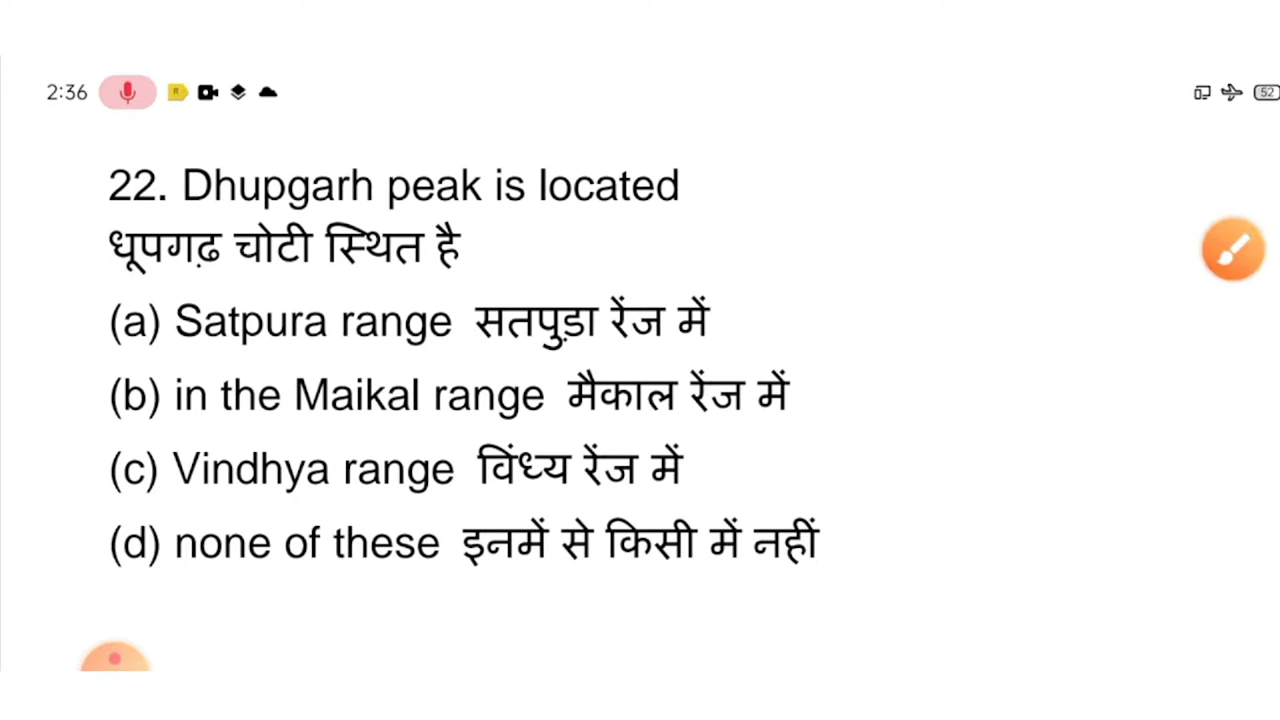 2:36 R 52
22. Dhupgarh peak is located
धूपगढ़ चोटी स्थित है
(a) Satpura range सतपुड़ा रेंज में
(b) in the Maikal range मैकाल रेंज में
(c) Vindhya range विंध्य रेंज में
(d) none of these इनमें से किसी में नहीं